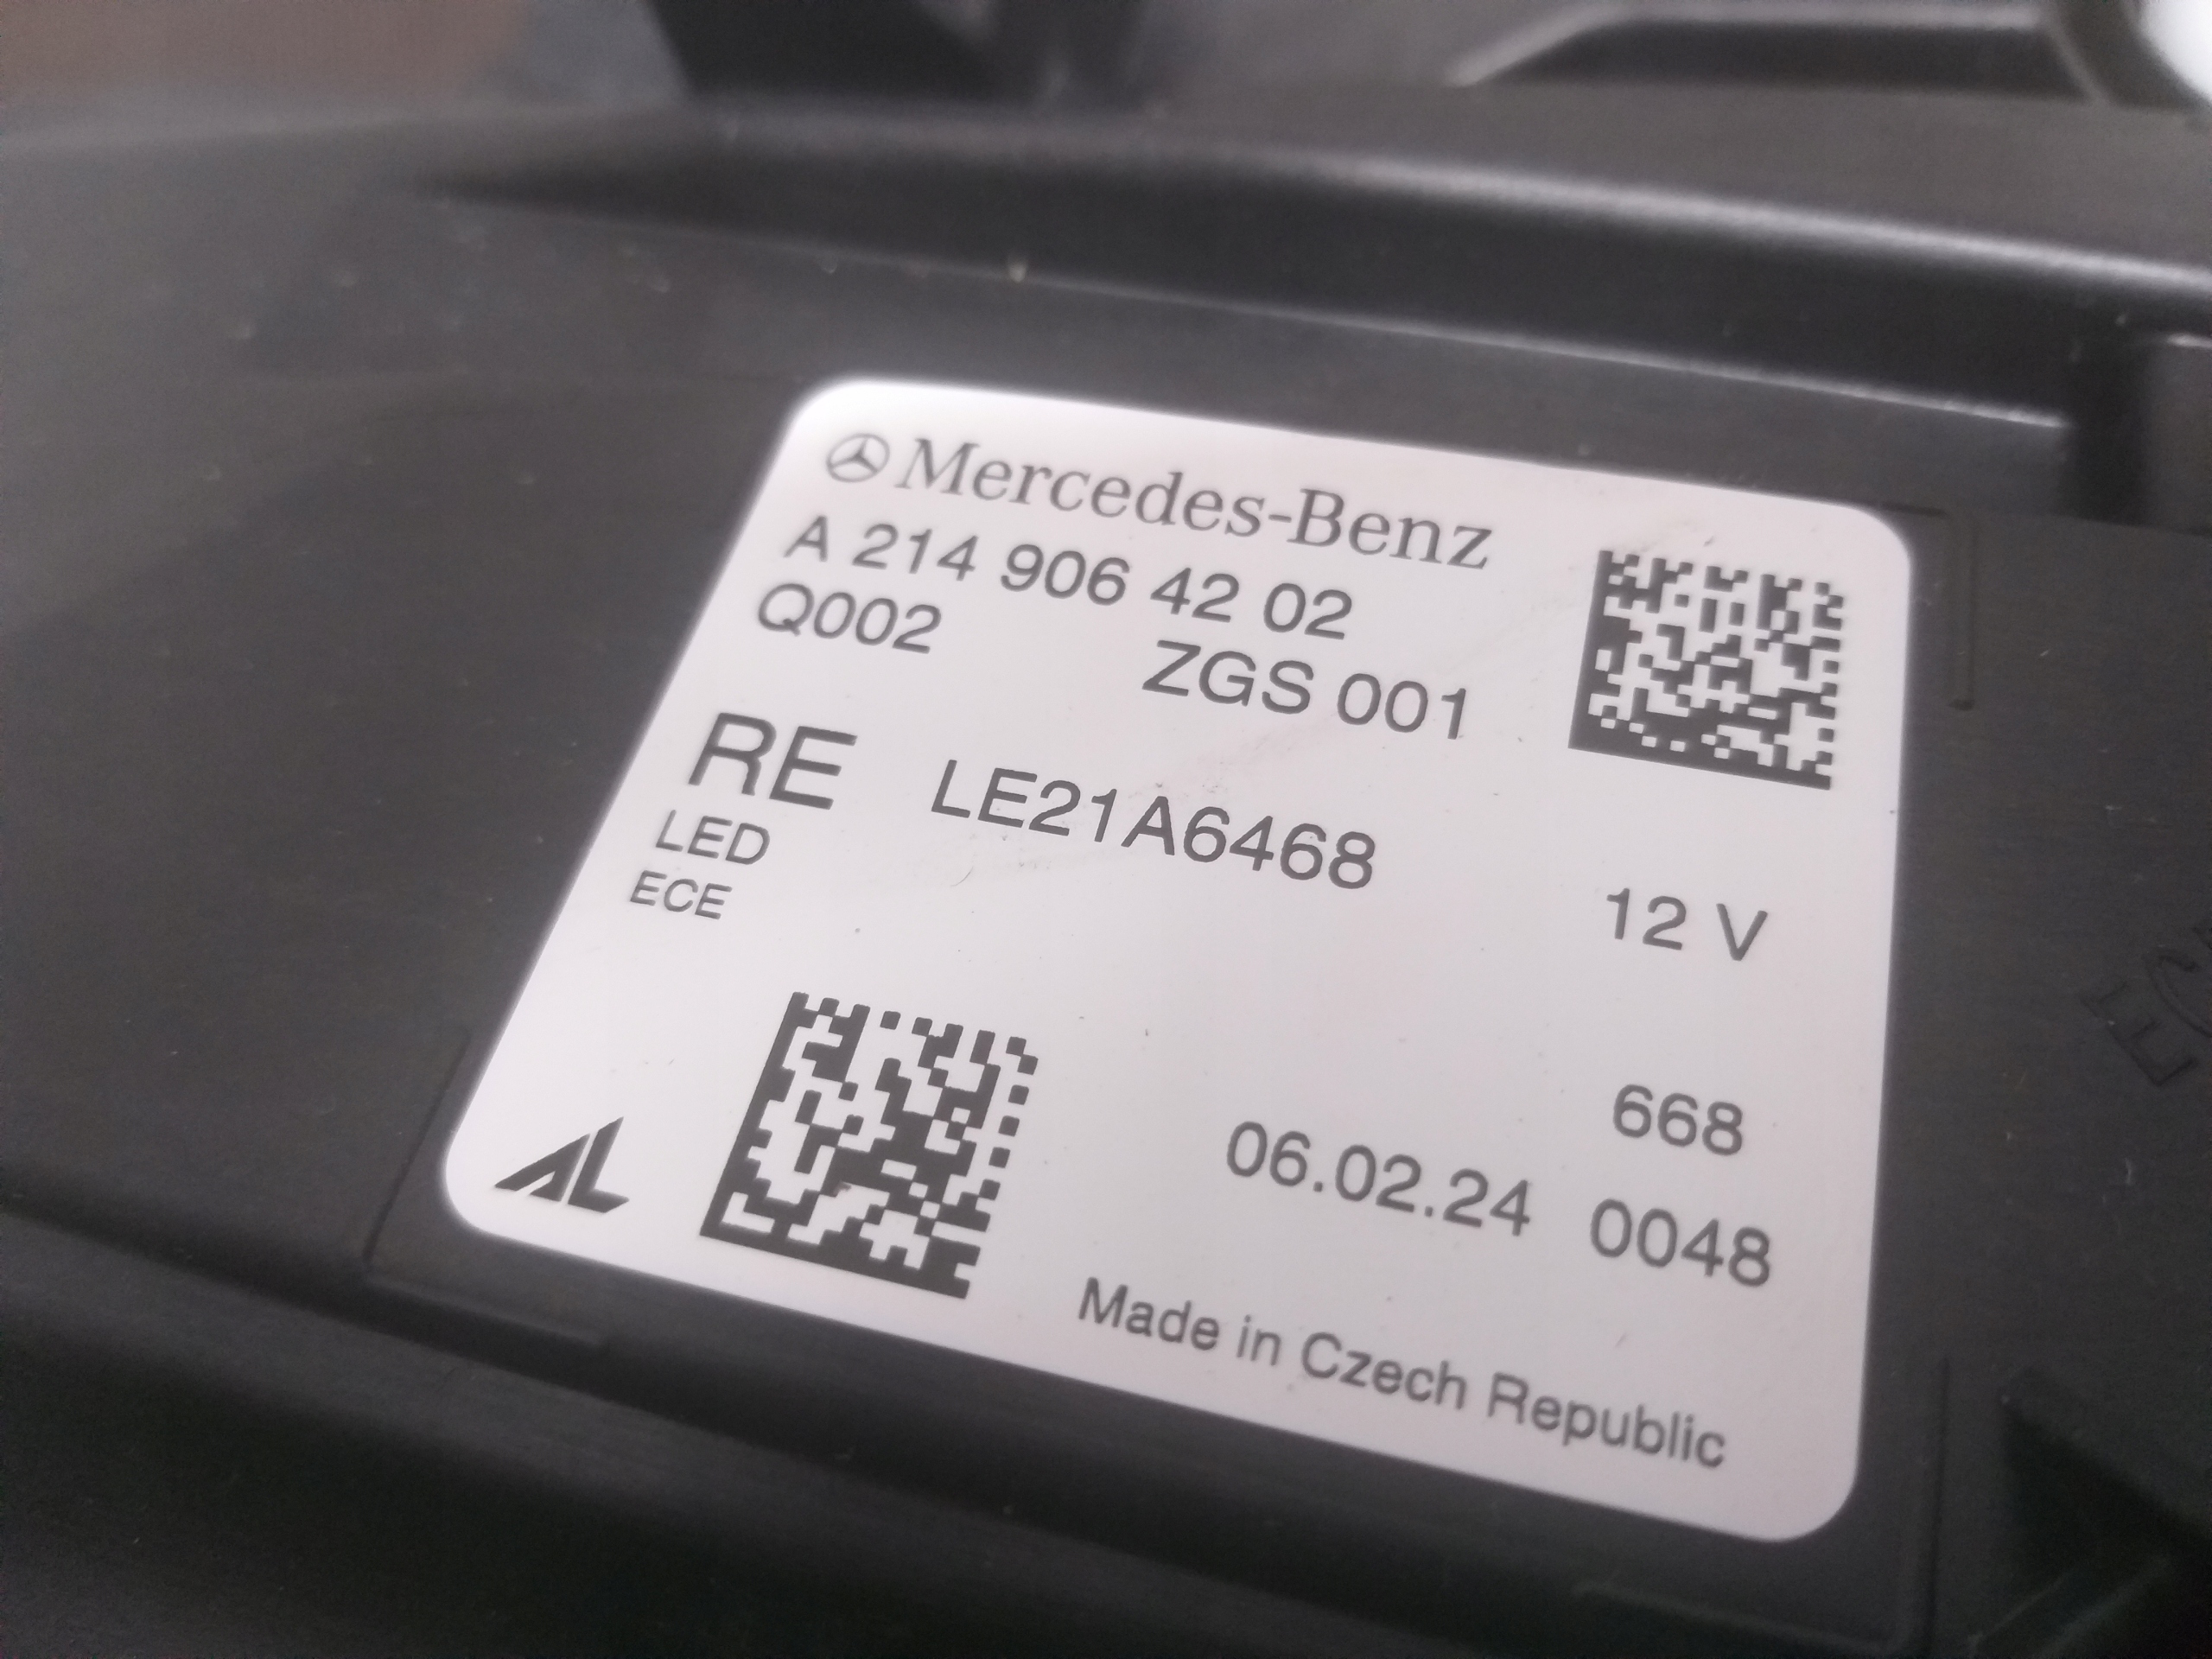 Mercedes-Benz
A 214 906 42 02
Q002 ZGS 001
RE LE21A6468
LED
ECE
12 V
668
06.02.24 0048
AL
Made in Czech Republic